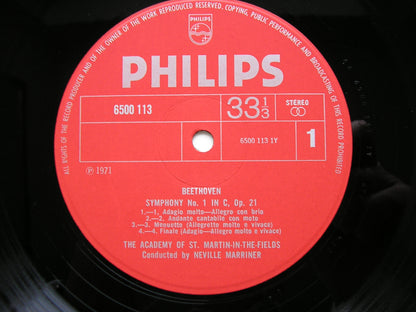 ALL RIGHTS OF THE RECORD PRODUCER AND OF THE OWNER OF THE WORK REPRODUCED RESERVED. COPYING, PUBLIC PERFORMANCE AND BROADCASTING OF THIS RECORD PROHIBITED
PHILIPS
PHILIPS
6500 113
33 1/3
STEREO
6500 113 1Y
1
℗ 1971
BEETHOVEN
SYMPHONY No. 1 IN C, Op. 21
1.—1, Adagio molto—Allegro con brio
2.—2, Andante cantabile con moto
3.—3, Menuetto (Allegretto molto e vivace)
4.—4, Finale (Adagio—Allegro molto e vivace)
THE ACADEMY OF ST. MARTIN-IN-THE-FIELDS
Conducted by NEVILLE MARRINER